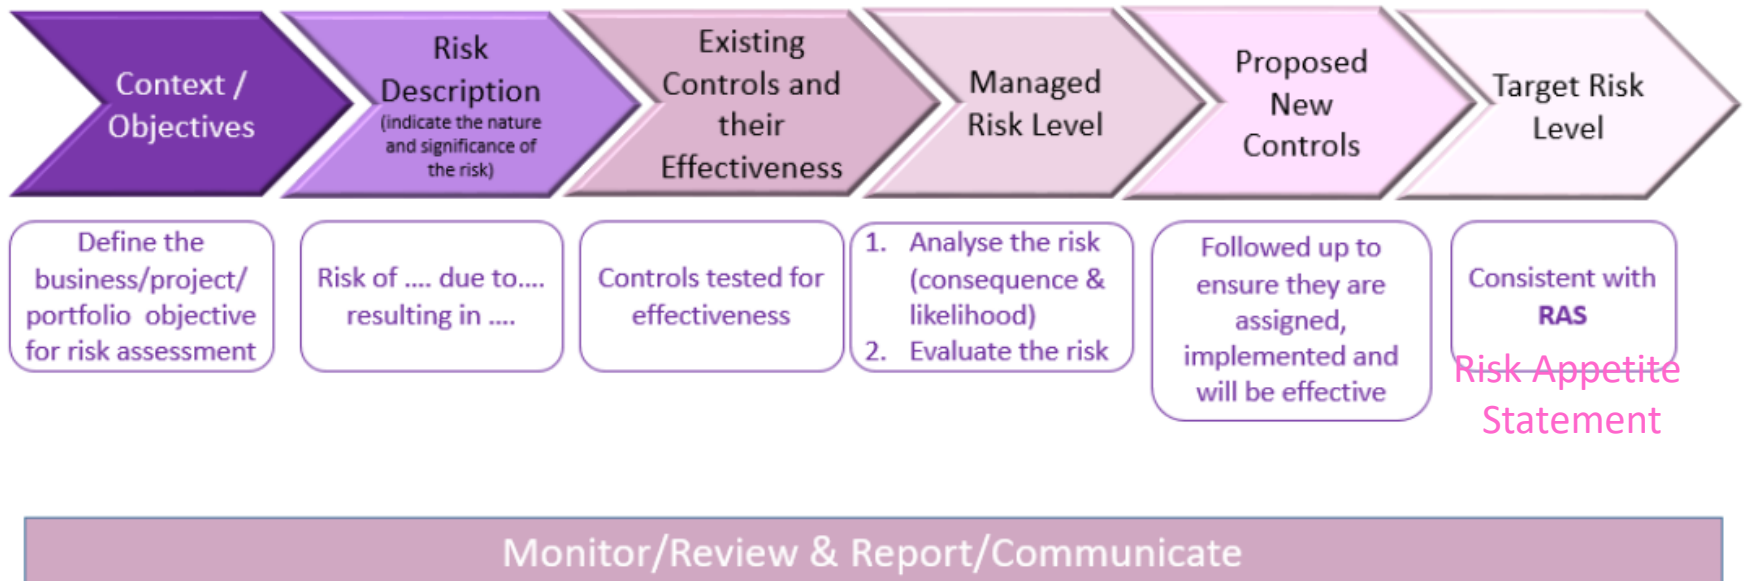 Context /
Objectives
Risk
Description
(indicate the nature
and significance of
the risk)
Existing
Controls and
their
Effectiveness
Managed
Risk Level
Proposed
New
Controls
Target Risk
Level
Define the
business/project/
portfolio objective
for risk assessment
Risk of .... due to....
resulting in ....
Controls tested for
effectiveness
1. Analyse the risk
(consequence &
likelihood)
2. Evaluate the risk
Followed up to
ensure they are
assigned,
implemented and
will be effective
Consistent with
RAS
Risk Appetite
Statement
Monitor/Review & Report/Communicate